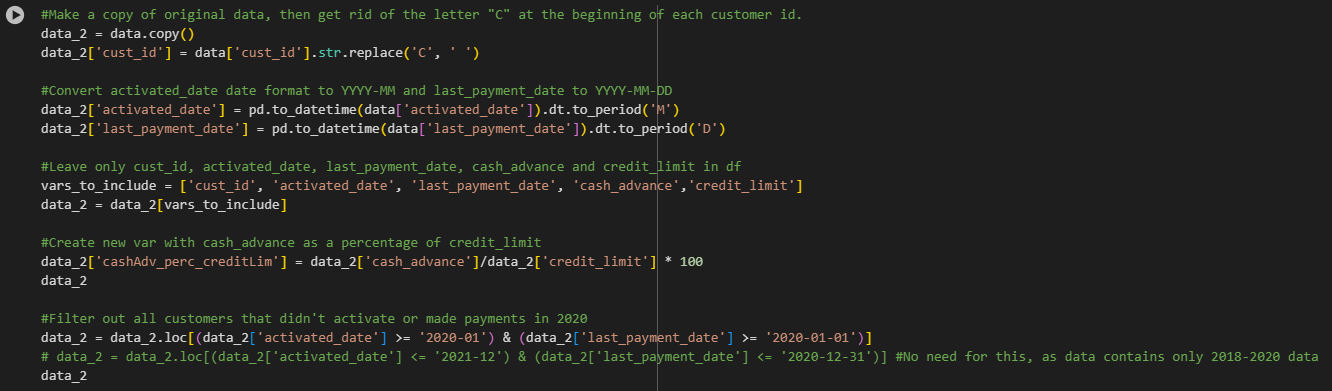 #Make a copy of original data, then get rid of the letter "C" at the beginning of each customer id.
data_2 = data.copy()
data_2['cust_id'] = data['cust_id'].str.replace('C', ' ')
#Convert activated_date date format to YYYY-MM and last_payment_date to YYYY-MM-DD
data_2['activated_date'] = pd.to_datetime(data['activated_date']).dt.to_period('M')
data_2['last_payment_date'] = pd.to_datetime(data['last_payment_date']).dt.to_period('D')
#Leave only cust_id, activated_date, last_payment_date, cash_advance and credit_limit in df
vars_to_include = ['cust_id', 'activated_date', 'last_payment_date', 'cash_advance','credit_limit']
data_2 = data_2[vars_to_include]
#Create new var with cash_advance as a percentage of credit_limit
data_2['cashAdv_perc_creditLim'] = data_2['cash_advance']/data_2['credit_limit'] * 100
data_2
#Filter out all customers that didn't activate or made payments in 2020
data_2 = data_2.loc[(data_2['activated_date'] >= '2020-01') & (data_2['last_payment_date'] >= '2020-01-01')]
# data_2 = data_2.loc[(data_2['activated_date'] <= '2021-12') & (data_2['last_payment_date'] <= '2020-12-31')] #No need for this, as data contains only 2018-2020 data
data_2